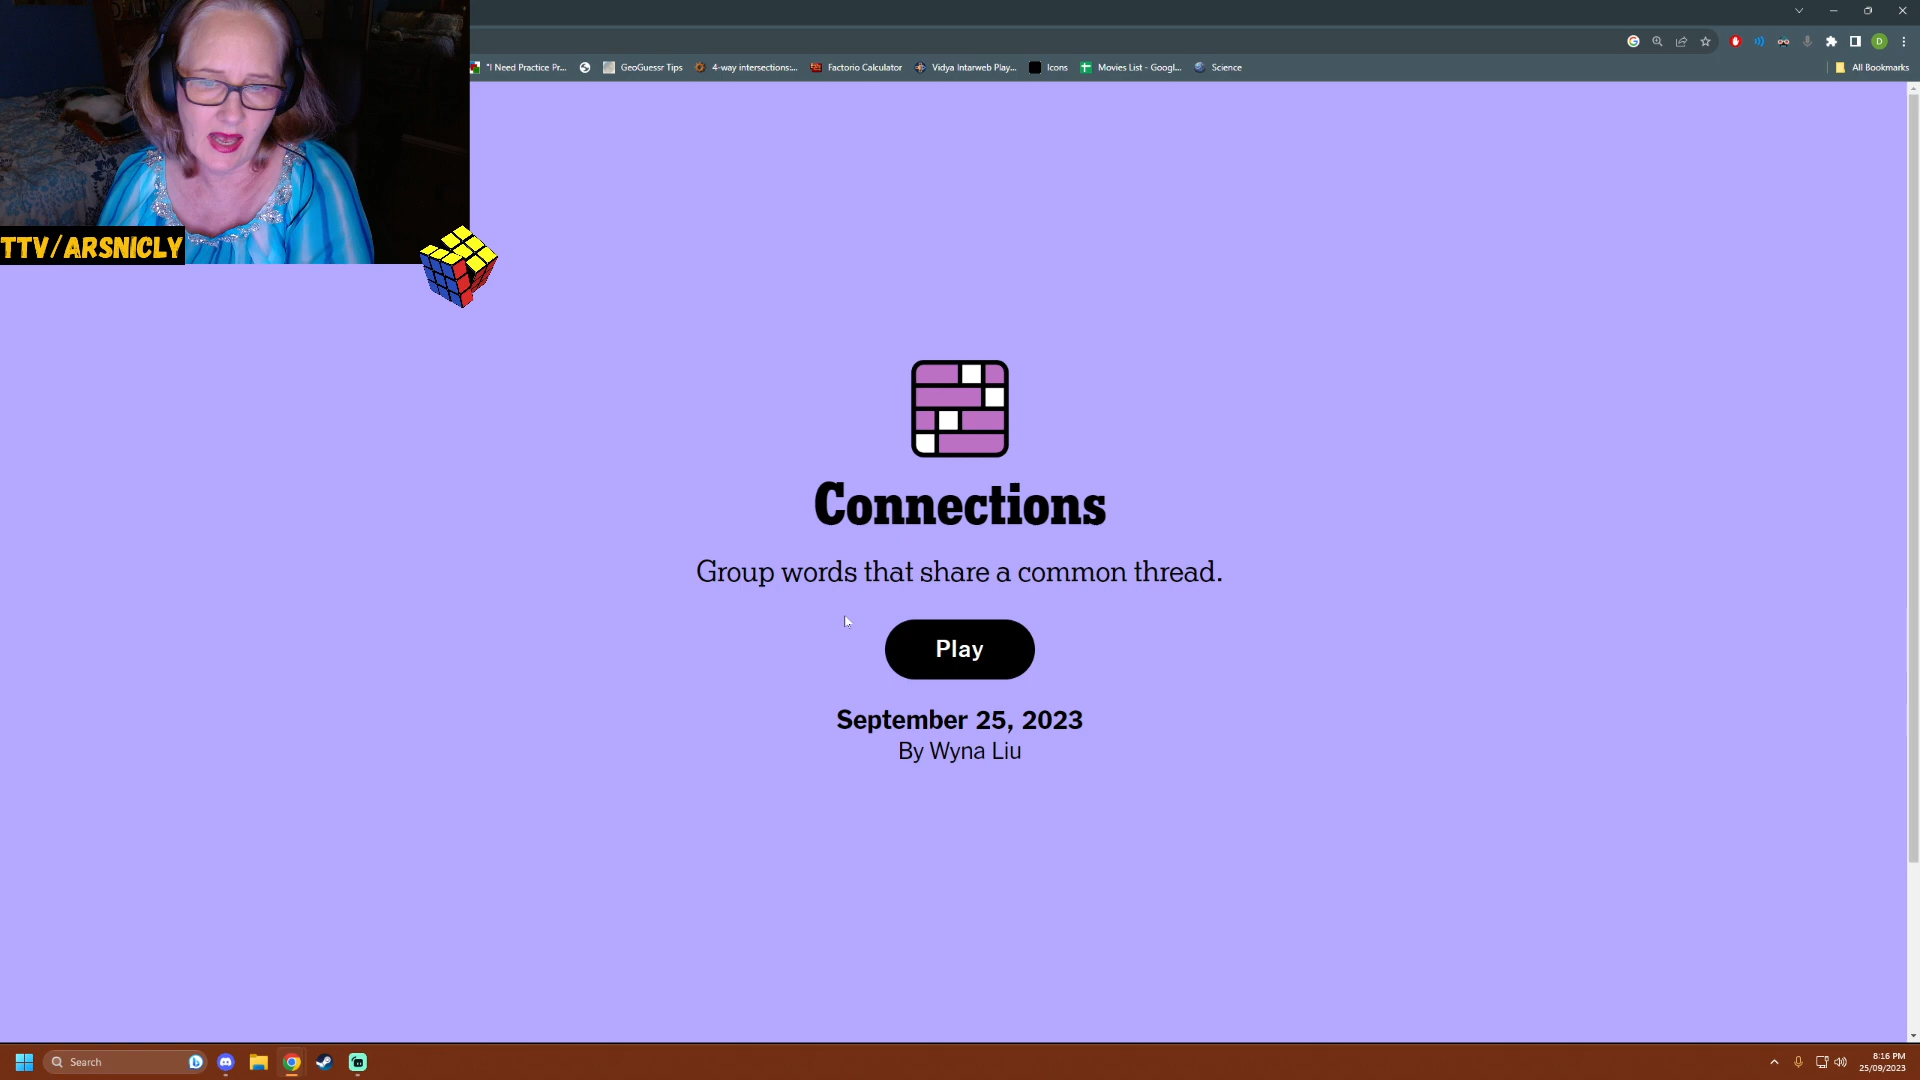 "I Need Practice Pr...
GeoGuessr Tips
4-way intersections:...
Factorio Calculator
Vidya Intarweb Play...
Icons
Movies List - Googl...
Science
All Bookmarks
D
TTV/ARSNICLY
Connections
Group words that share a common thread.
Play
September 25, 2023
By Wyna Liu
Search
8:16 PM
25/09/2023